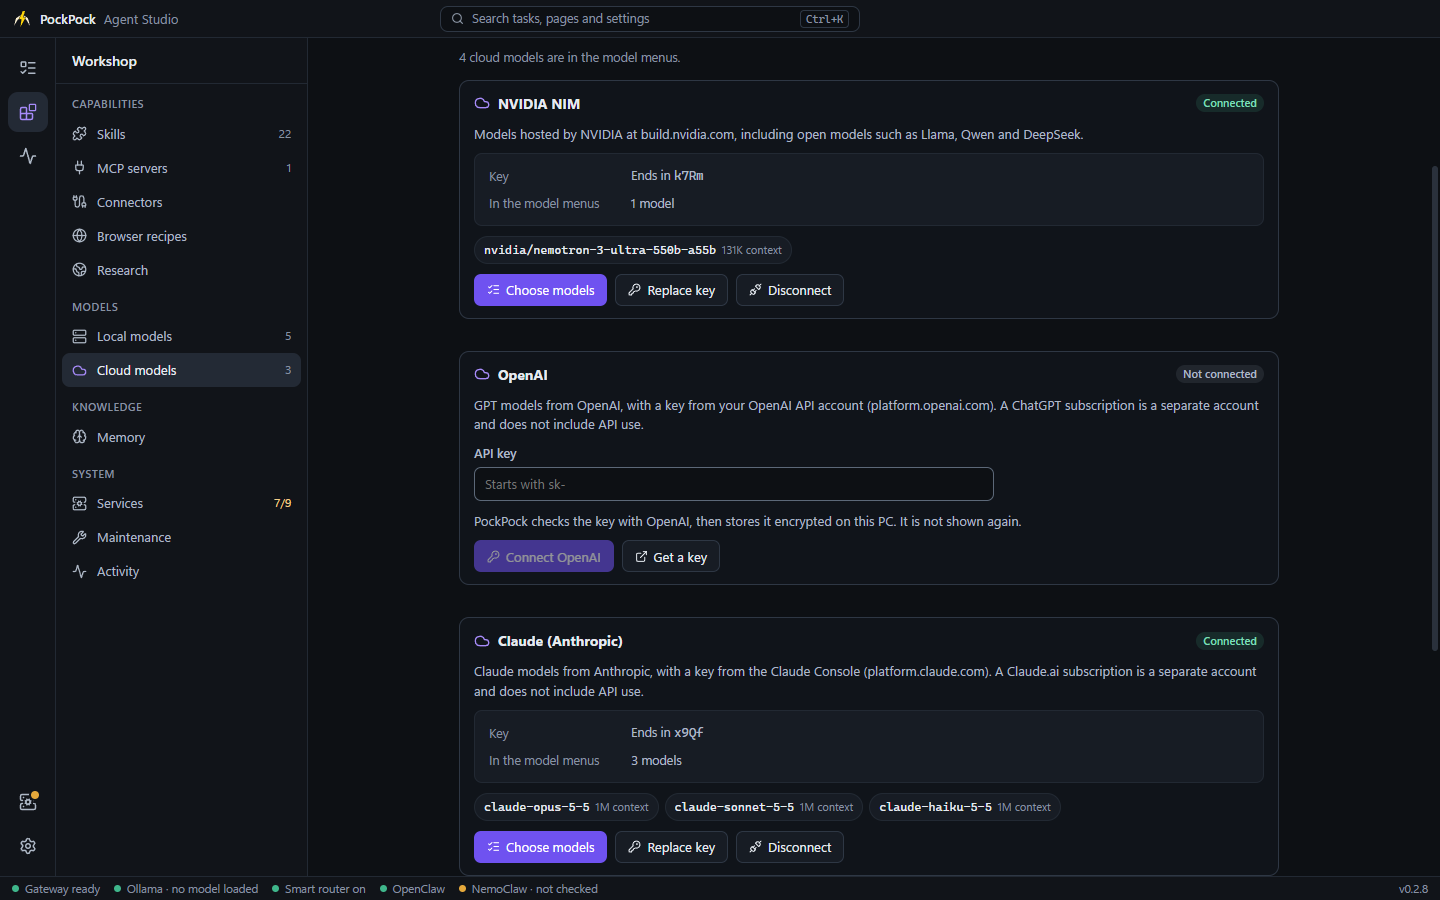 PockPock Agent Studio
Search tasks, pages and settings Ctrl+K
Workshop
CAPABILITIES
Skills 22
MCP servers 1
Connectors
Browser recipes
Research
MODELS
Local models 5
Cloud models 3
KNOWLEDGE
Memory
SYSTEM
Services 7/9
Maintenance
Activity
4 cloud models are in the model menus.
NVIDIA NIM Connected
Models hosted by NVIDIA at build.nvidia.com, including open models such as Llama, Qwen and DeepSeek.
Key Ends in k7Rm
In the model menus 1 model
nvidia/nemotron-3-ultra-550b-a55b 131K context
Choose models Replace key Disconnect
OpenAI Not connected
GPT models from OpenAI, with a key from your OpenAI API account (platform.openai.com). A ChatGPT subscription is a separate account
and does not include API use.
API key
Starts with sk-
PockPock checks the key with OpenAI, then stores it encrypted on this PC. It is not shown again.
Connect OpenAI Get a key
Claude (Anthropic) Connected
Claude models from Anthropic, with a key from the Claude Console (platform.claude.com). A Claude.ai subscription is a separate account
and does not include API use.
Key Ends in x9Qf
In the model menus 3 models
claude-opus-5-5 1M context claude-sonnet-5-5 1M context claude-haiku-5-5 1M context
Choose models Replace key Disconnect
Gateway ready Ollama · no model loaded Smart router on OpenClaw NemoClaw · not checked v0.2.8